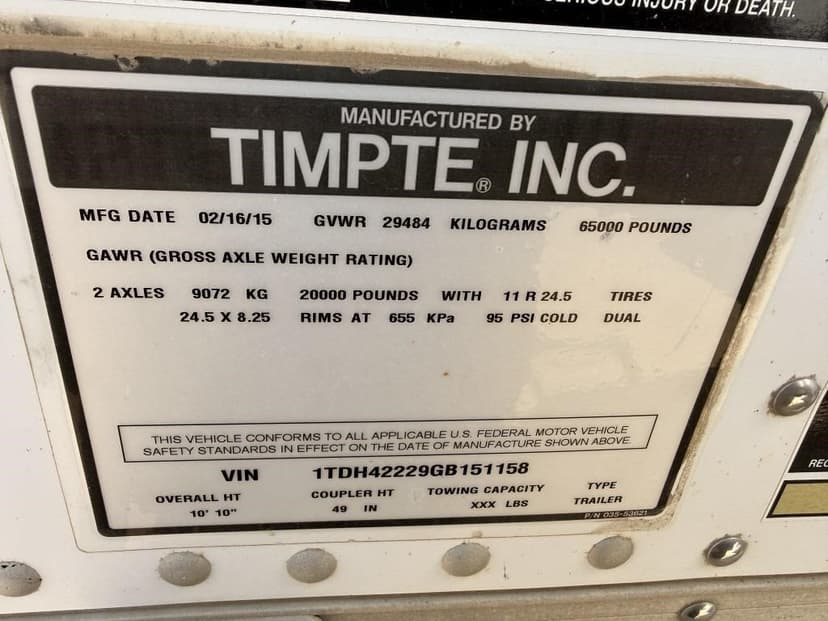 INJURY OR DEATH.
MANUFACTURED BY
TIMPTE® INC.
MFG DATE 02/16/15 GVWR 29484 KILOGRAMS 65000 POUNDS
GAWR (GROSS AXLE WEIGHT RATING)
2 AXLES 9072 KG 20000 POUNDS WITH 11 R 24.5 TIRES
24.5 X 8.25 RIMS AT 655 KPa 95 PSI COLD DUAL
THIS VEHICLE CONFORMS TO ALL APPLICABLE U.S. FEDERAL MOTOR VEHICLE
SAFETY STANDARDS IN EFFECT ON THE DATE OF MANUFACTURE SHOWN ABOVE.
VIN 1TDH42229GB151158
OVERALL HT COUPLER HT TOWING CAPACITY TYPE
10' 10" 49 IN XXX LBS TRAILER
P/N 035-53621